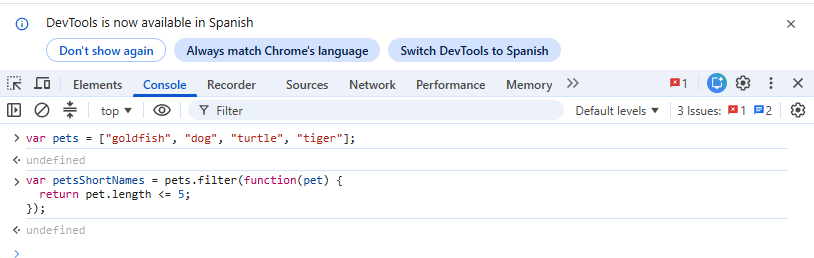 DevTools is now available in Spanish
Don't show again Always match Chrome's language Switch DevTools to Spanish
Elements Console Recorder Sources Network Performance Memory 1
top Filter Default levels 3 Issues: 1 2
var pets = ["goldfish", "dog", "turtle", "tiger"];
undefined
var petsShortNames = pets.filter(function(pet) {
return pet.length <= 5;
});
undefined